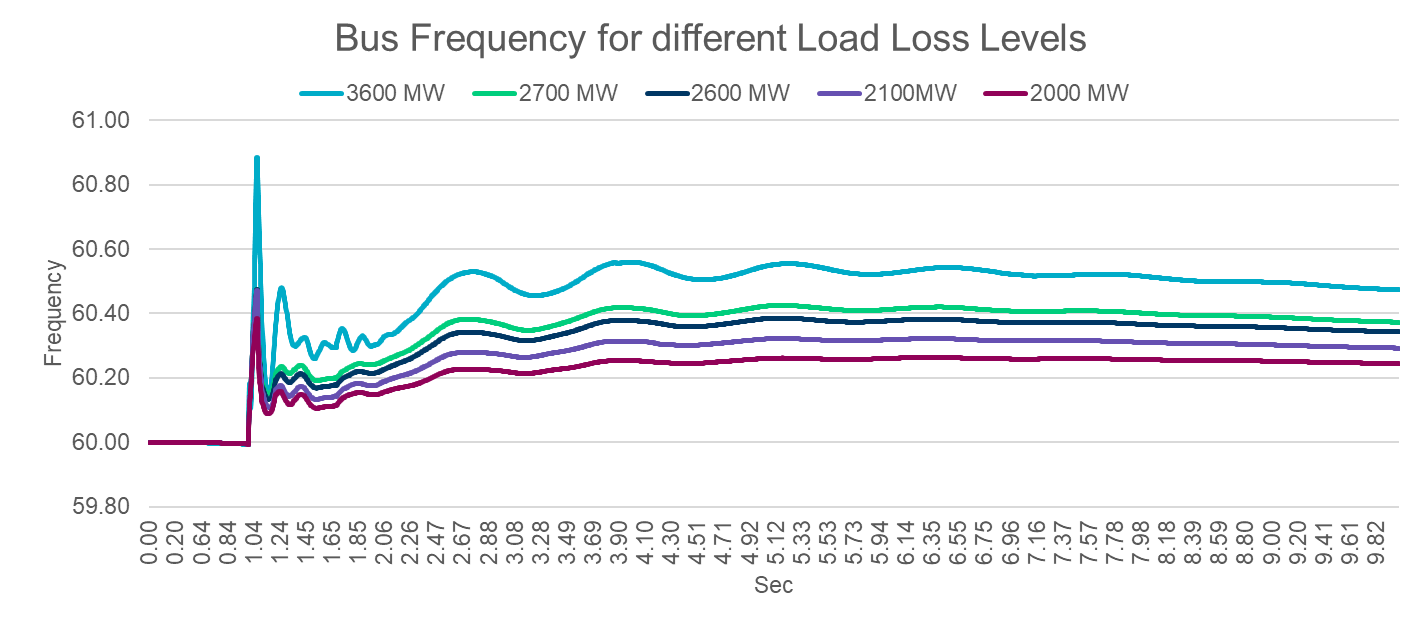 Bus Frequency for different Load Loss Levels
3600 MW 2700 MW 2600 MW 2100MW 2000 MW
61.00
60.80
60.60
60.40
60.20
60.00
59.80
Frequency
0.00 0.20 0.64 0.84 1.04 1.24 1.45 1.65 1.85 2.06 2.26 2.47 2.67 2.88 3.08 3.28 3.49 3.69 3.90 4.10 4.30 4.51 4.71 4.92 5.12 5.33 5.53 5.73 5.94 6.14 6.35 6.55 6.75 6.96 7.16 7.37 7.57 7.78 7.98 8.18 8.39 8.59 8.80 9.00 9.20 9.41 9.61 9.82
Sec